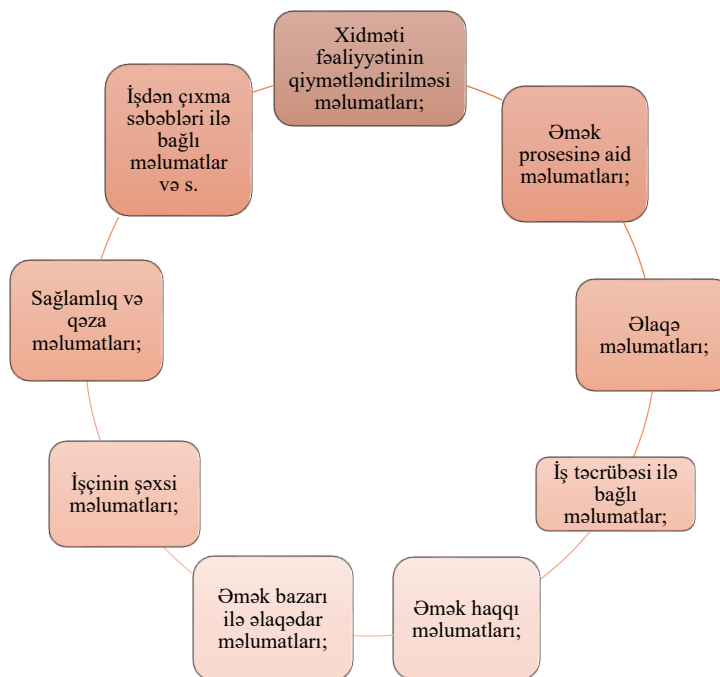 Xidməti
fəaliyyətinin
qiymətləndirilməsi
məlumatları;
Əmək
prosesinə aid
məlumatları;
Əlaqə
məlumatları;
İş təcrübəsi ilə
bağlı
məlumatlar;
Əmək haqqı
məlumatları;
Əmək bazarı
ilə əlaqədar
məlumatları;
İşçinin şəxsi
məlumatları;
Sağlamlıq və
qəza
məlumatları;
İşdən çıxma
səbəbləri ilə
bağlı
məlumatlar
və s.